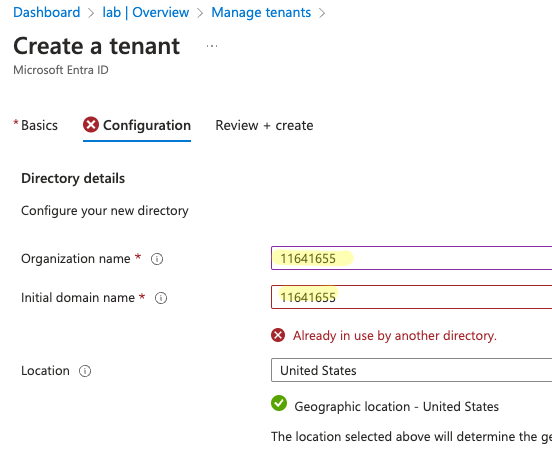 Dashboard > lab | Overview > Manage tenants >
Create a tenant ...
Microsoft Entra ID
* Basics Configuration Review + create
Directory details
Configure your new directory
Organization name * 11641655
Initial domain name * 11641655
Already in use by another directory.
Location United States
Geographic location - United States
The location selected above will determine the